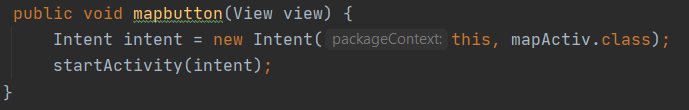 public void mapbutton(View view) {
Intent intent = new Intent( packageContext: this, mapActiv.class);
startActivity(intent);
}